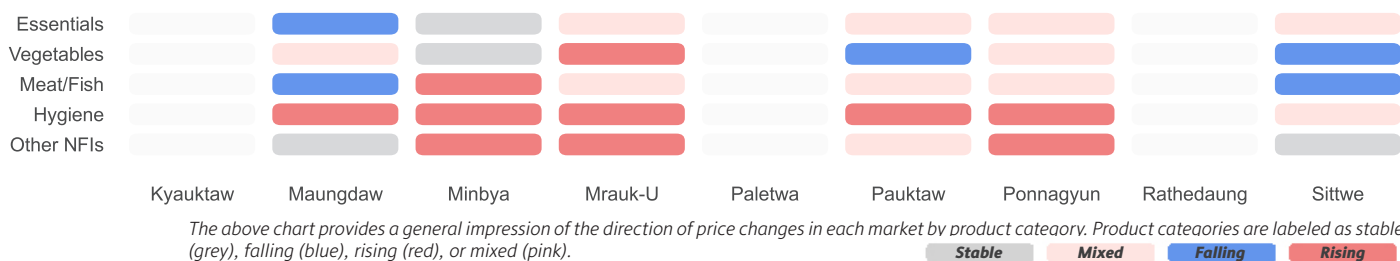 Essentials
Vegetables
Meat/Fish
Hygiene
Other NFIs
Kyauktaw Maungdaw Minbya Mrauk-U Paletwa Pauktaw Ponnagyun Rathedaung Sittwe
The above chart provides a general impression of the direction of price changes in each market by product category. Product categories are labeled as stable
(grey), falling (blue), rising (red), or mixed (pink).
Stable Mixed Falling Rising